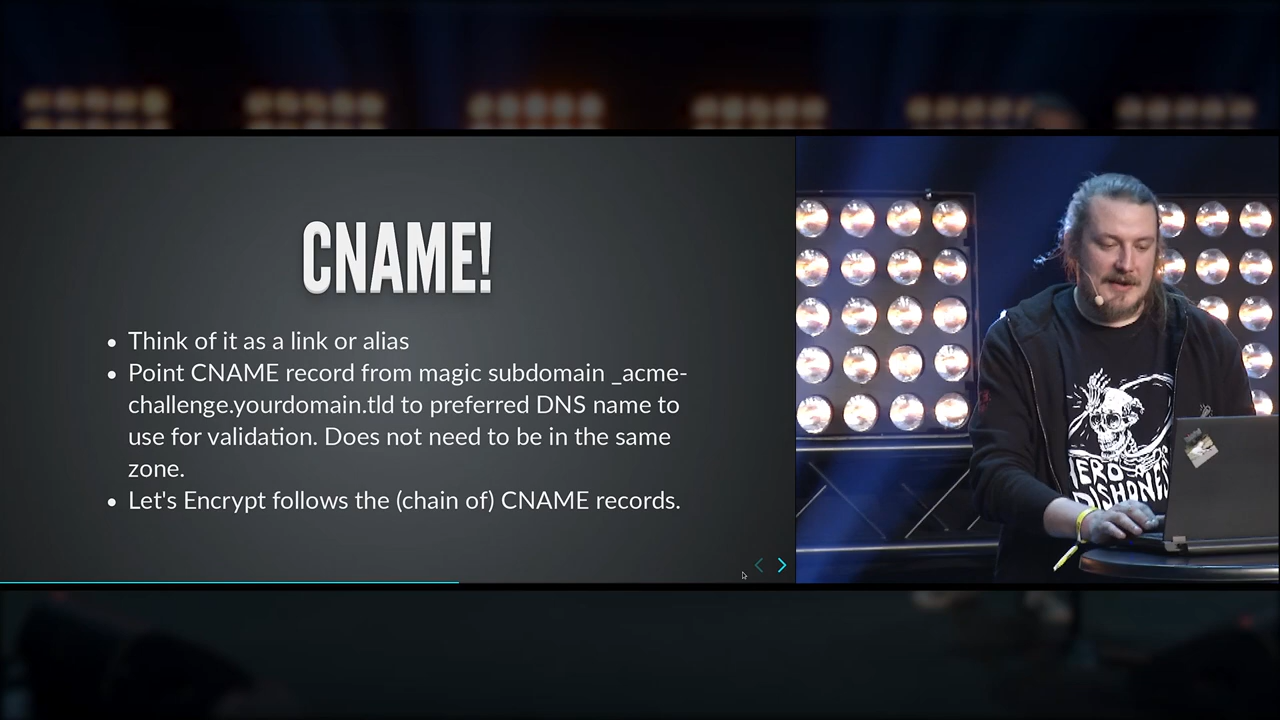 CNAME!
Think of it as a link or alias
Point CNAME record from magic subdomain _acme-
challenge.yourdomain.tld to preferred DNS name to
use for validation. Does not need to be in the same
zone.
Let's Encrypt follows the (chain of) CNAME records.